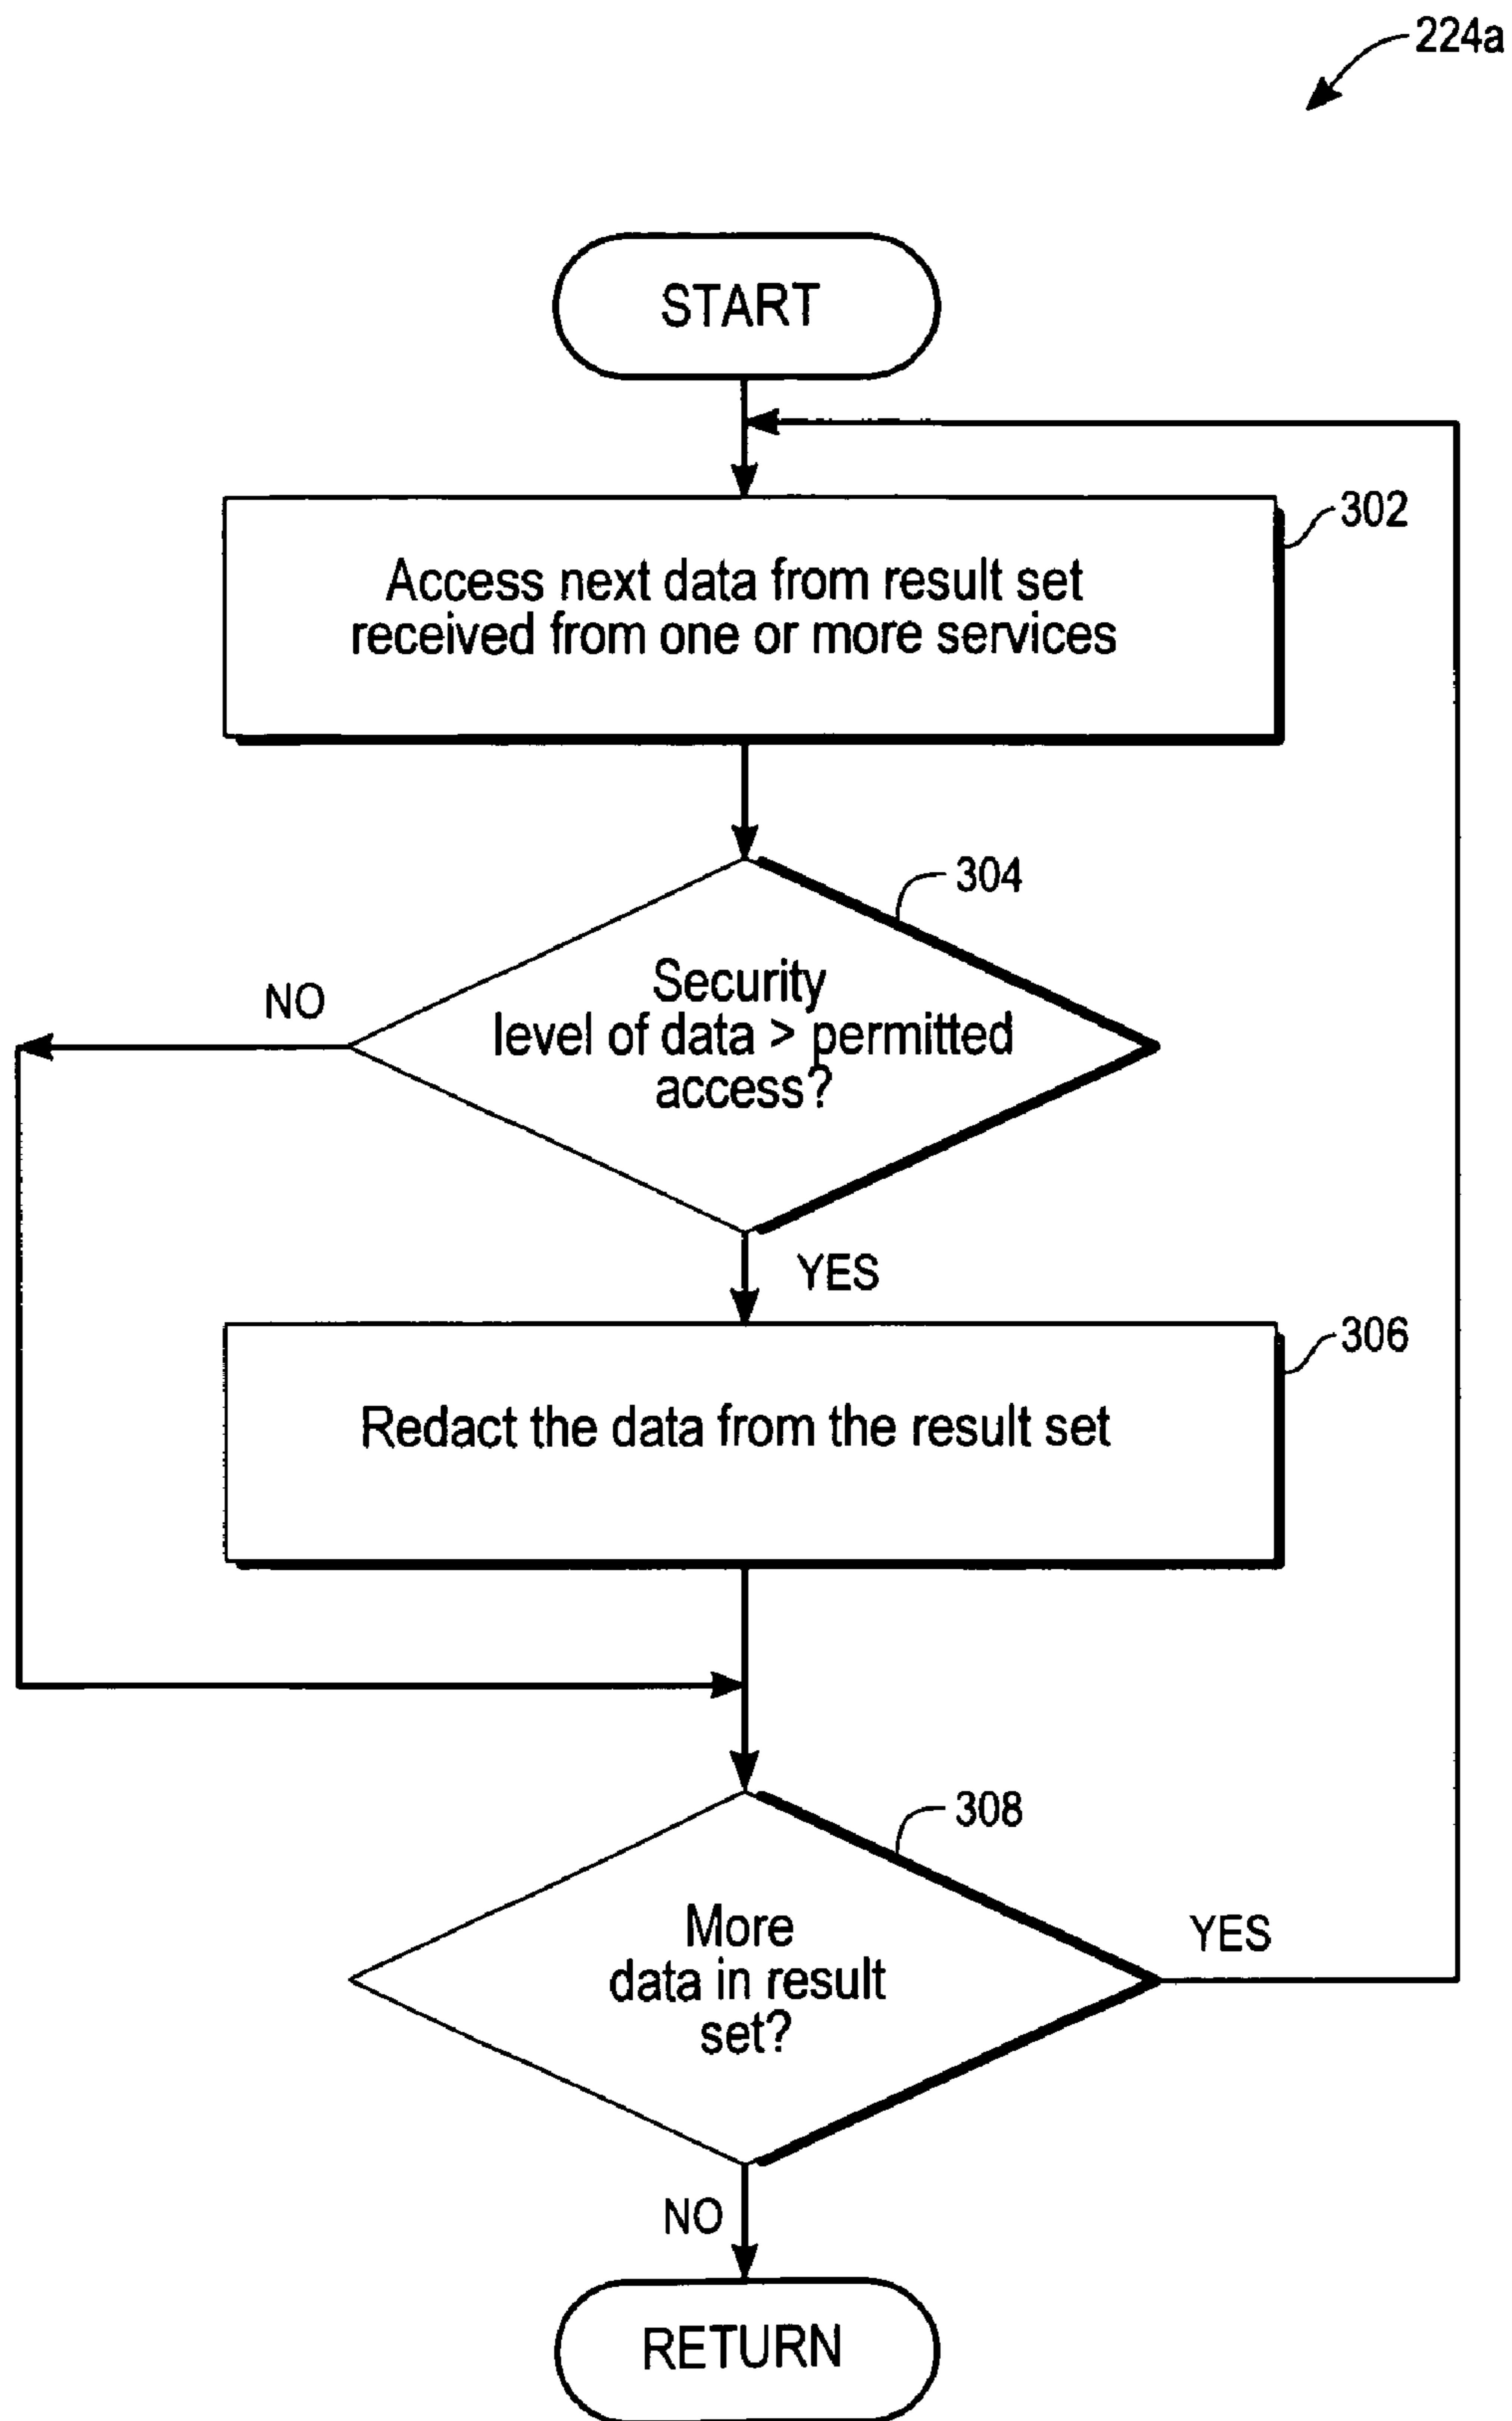 224a
START
302
Access next data from result set
received from one or more services
304
Security
level of data > permitted
access?
NO
YES
306
Redact the data from the result set
308
More
data in result
set?
YES
NO
RETURN